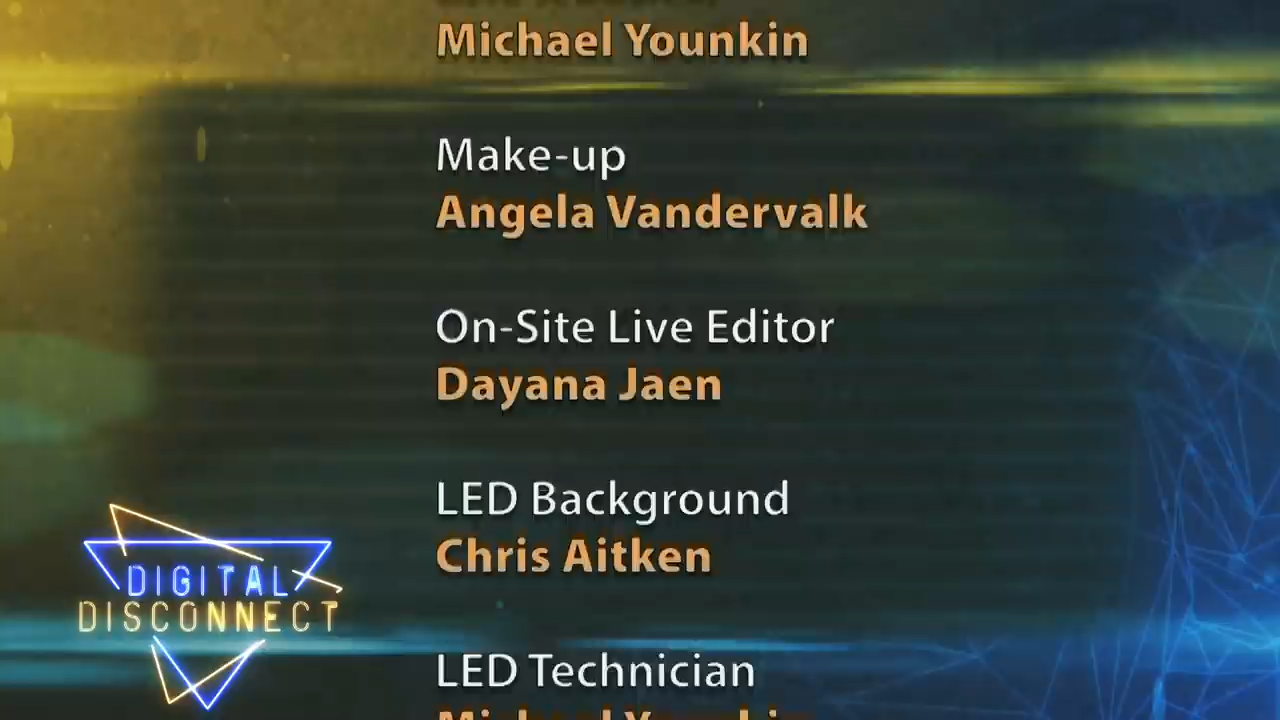 Michael Younkin
Make-up
Angela Vandervalk
On-Site Live Editor
Dayana Jaen
LED Background
Chris Aitken
DIGITAL
DISCONNECT
LED Technician